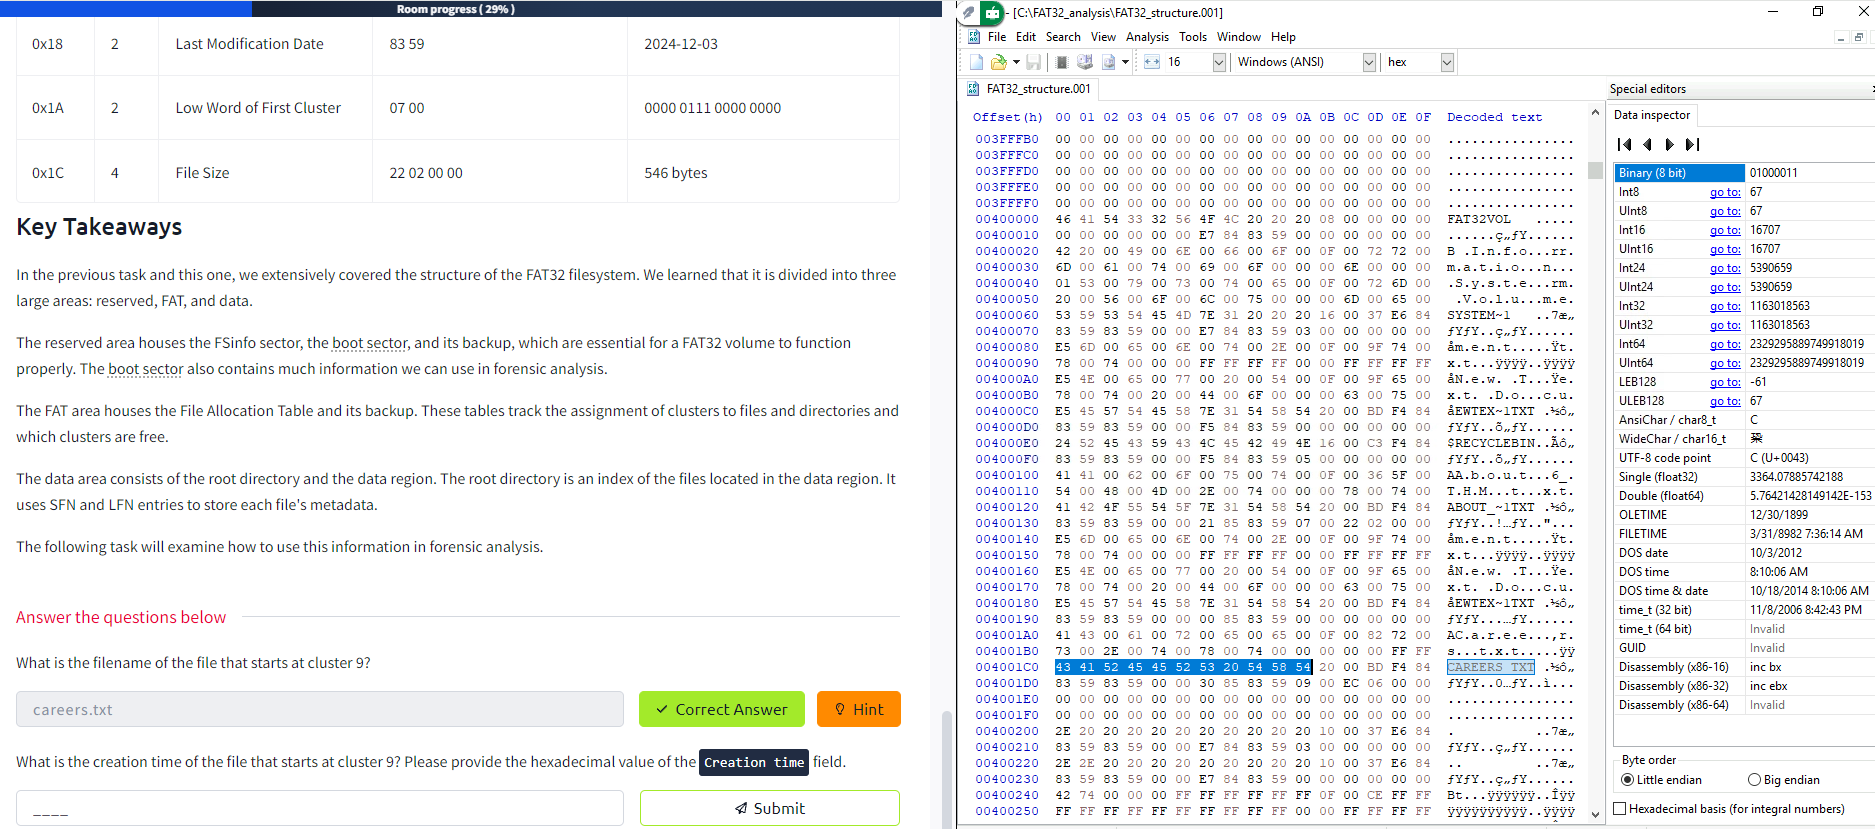 Room progress ( 29% )
0x18 2 Last Modification Date 83 59 2024-12-03
0x1A 2 Low Word of First Cluster 07 00 0000 0111 0000 0000
0x1C 4 File Size 22 02 00 00 546 bytes
Key Takeaways
In the previous task and this one, we extensively covered the structure of the FAT32 filesystem. We learned that it is divided into three
large areas: reserved, FAT, and data.
The reserved area houses the FSinfo sector, the boot sector, and its backup, which are essential for a FAT32 volume to function
properly. The boot sector also contains much information we can use in forensic analysis.
The FAT area houses the File Allocation Table and its backup. These tables track the assignment of clusters to files and directories and
which clusters are free.
The data area consists of the root directory and the data region. The root directory is an index of the files located in the data region. It
uses SFN and LFN entries to store each file's metadata.
The following task will examine how to use this information in forensic analysis.
Answer the questions below
What is the filename of the file that starts at cluster 9?
careers.txt
Correct Answer
Hint
What is the creation time of the file that starts at cluster 9? Please provide the hexadecimal value of the Creation time field.
____
Submit
- [C:\FAT32_analysis\FAT32_structure.001]
File Edit Search View Analysis Tools Window Help
16 Windows (ANSI) hex
FAT32_structure.001
Offset(h) 00 01 02 03 04 05 06 07 08 09 0A 0B 0C 0D 0E 0F Decoded text
003FFFB0 00 00 00 00 00 00 00 00 00 00 00 00 00 00 00 00 ................
003FFFC0 00 00 00 00 00 00 00 00 00 00 00 00 00 00 00 00 ................
003FFFD0 00 00 00 00 00 00 00 00 00 00 00 00 00 00 00 00 ................
003FFFE0 00 00 00 00 00 00 00 00 00 00 00 00 00 00 00 00 ................
003FFFF0 00 00 00 00 00 00 00 00 00 00 00 00 00 00 00 00 ................
00400000 46 41 54 33 32 56 4F 4C 20 20 20 08 00 00 00 00 FAT32VOL .....
00400010 00 00 00 00 00 00 E7 84 83 59 00 00 00 00 00 00 ......ç„ƒY......
00400020 42 20 00 49 00 6E 00 66 00 6F 00 0F 00 72 72 00 B .I.n.f.o...rr.
00400030 6D 00 61 00 74 00 69 00 6F 00 00 00 6E 00 00 00 m.a.t.i.o...n...
00400040 01 53 00 79 00 73 00 74 00 65 00 0F 00 72 6D 00 .S.y.s.t.e...rm.
00400050 20 00 56 00 6F 00 6C 00 75 00 00 00 6D 00 65 00 .V.o.l.u...m.e.
00400060 53 59 53 54 45 4D 7E 31 20 20 20 16 00 37 E6 84 SYSTEM~1 ..7æ„
00400070 83 59 83 59 00 00 E7 84 83 59 03 00 00 00 00 00 ƒYƒY..ç„ƒY......
00400080 E5 6D 00 65 00 6E 00 74 00 2E 00 0F 00 9F 74 00 åm.e.n.t.....Ÿt.
00400090 78 00 74 00 00 00 FF FF FF FF 00 00 FF FF FF FF x.t...ÿÿÿÿ..ÿÿÿÿ
004000A0 E5 4E 00 65 00 77 00 20 00 54 00 0F 00 9F 65 00 åN.e.w. .T...Ÿe.
004000B0 78 00 74 00 20 00 44 00 6F 00 00 00 63 00 75 00 x.t. .D.o...c.u.
004000C0 E5 45 57 54 45 58 7E 31 54 58 54 20 00 BD F4 84 åEWTEX~1TXT .½ô„
004000D0 83 59 83 59 00 00 F5 84 83 59 00 00 00 00 00 00 ƒYƒY..õ„ƒY......
004000E0 24 52 45 43 59 43 4C 45 42 49 4E 16 00 C3 F4 84 $RECYCLEBIN..Ãô„
004000F0 83 59 83 59 00 00 F5 84 83 59 05 00 00 00 00 00 ƒYƒY..õ„ƒY......
00400100 41 41 00 62 00 6F 00 75 00 74 00 0F 00 36 5F 00 AA.b.o.u.t...6_.
00400110 54 00 48 00 4D 00 2E 00 74 00 00 00 78 00 74 00 T.H.M...t...x.t.
00400120 41 42 4F 55 54 5F 7E 31 54 58 54 20 00 BD F4 84 ABOUT_~1TXT .½ô„
00400130 83 59 83 59 00 00 21 85 83 59 07 00 22 02 00 00 ƒYƒY..!…ƒY.."...
00400140 E5 6D 00 65 00 6E 00 74 00 2E 00 0F 00 9F 74 00 åm.e.n.t.....Ÿt.
00400150 78 00 74 00 00 00 FF FF FF FF 00 00 FF FF FF FF x.t...ÿÿÿÿ..ÿÿÿÿ
00400160 E5 4E 00 65 00 77 00 20 00 54 00 0F 00 9F 65 00 åN.e.w. .T...Ÿe.
00400170 78 00 74 00 20 00 44 00 6F 00 00 00 63 00 75 00 x.t. .D.o...c.u.
00400180 E5 45 57 54 45 58 7E 31 54 58 54 20 00 BD F4 84 åEWTEX~1TXT .½ô„
00400190 83 59 83 59 00 00 00 85 83 59 00 00 00 00 00 00 ƒYƒY...…ƒY......
004001A0 41 43 00 61 00 72 00 65 00 65 00 0F 00 82 72 00 AC.a.r.e.e...‚r.
004001B0 73 00 2E 00 74 00 78 00 74 00 00 00 00 00 FF FF s...t.x.t.....ÿÿ
004001C0 43 41 52 45 45 52 53 20 54 58 54 20 00 BD F4 84 CAREERS TXT .½ô„
004001D0 83 59 83 59 00 00 30 85 83 59 09 00 EC 06 00 00 ƒYƒY..0…ƒY..ì...
004001E0 00 00 00 00 00 00 00 00 00 00 00 00 00 00 00 00 ................
004001F0 00 00 00 00 00 00 00 00 00 00 00 00 00 00 00 00 ................
00400200 2E 20 20 20 20 20 20 20 20 20 20 10 00 37 E6 84 . ..7æ„
00400210 83 59 83 59 00 00 E7 84 83 59 03 00 00 00 00 00 ƒYƒY..ç„ƒY......
00400220 2E 2E 20 20 20 20 20 20 20 20 20 10 00 37 E6 84 .. ..7æ„
00400230 83 59 83 59 00 00 E7 84 83 59 00 00 00 00 00 00 ƒYƒY..ç„ƒY......
00400240 42 74 00 00 00 FF FF FF FF FF FF 0F 00 CE FF FF Bt...ÿÿÿÿÿÿ..Îÿÿ
00400250 FF FF FF FF FF FF FF FF FF FF 00 00 FF FF FF FF ÿÿÿÿÿÿÿÿÿÿ..ÿÿÿÿ
Special editors
Data inspector
Binary (8 bit) 01000011
Int8 go to: 67
UInt8 go to: 67
Int16 go to: 16707
UInt16 go to: 16707
Int24 go to: 5390659
UInt24 go to: 5390659
Int32 go to: 1163018563
UInt32 go to: 1163018563
Int64 go to: 2329295889749918019
UInt64 go to: 2329295889749918019
LEB128 go to: -61
ULEB128 go to: 67
AnsiChar / char8_t C
WideChar / char16_t
UTF-8 code point C (U+0043)
Single (float32) 3364.07885742188
Double (float64) 5.76421428149142E-153
OLETIME 12/30/1899
FILETIME 3/31/8982 7:36:14 AM
DOS date 10/3/2012
DOS time 8:10:06 AM
DOS time & date 10/18/2014 8:10:06 AM
time_t (32 bit) 11/8/2006 8:42:43 PM
time_t (64 bit) Invalid
GUID Invalid
Disassembly (x86-16) inc bx
Disassembly (x86-32) inc ebx
Disassembly (x86-64) Invalid
Byte order
Little endian Big endian
Hexadecimal basis (for integral numbers)